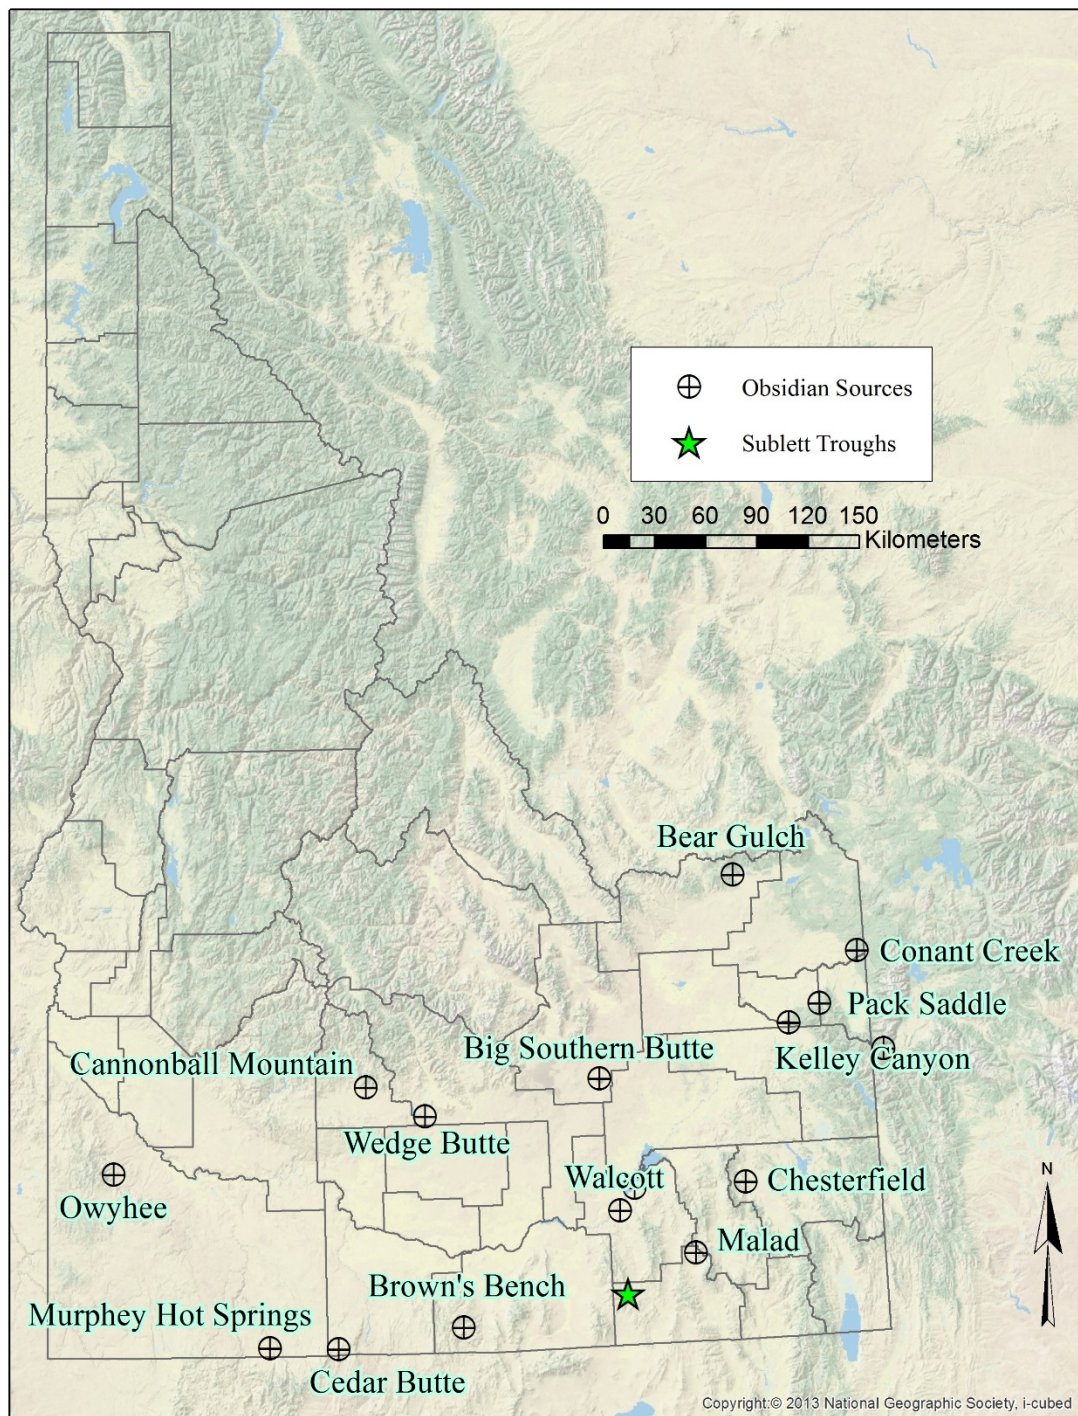 Obsidian Sources
Sublett Troughs
0 30 60 90 120 150
Kilometers
Bear Gulch
Conant Creek
Pack Saddle
Big Southern Butte
Kelley Canyon
Cannonball Mountain
Wedge Butte
Walcott
Chesterfield
Owyhee
Malad
N
Brown's Bench
Murphey Hot Springs
Cedar Butte
Copyright:© 2013 National Geographic Society, i-cubed